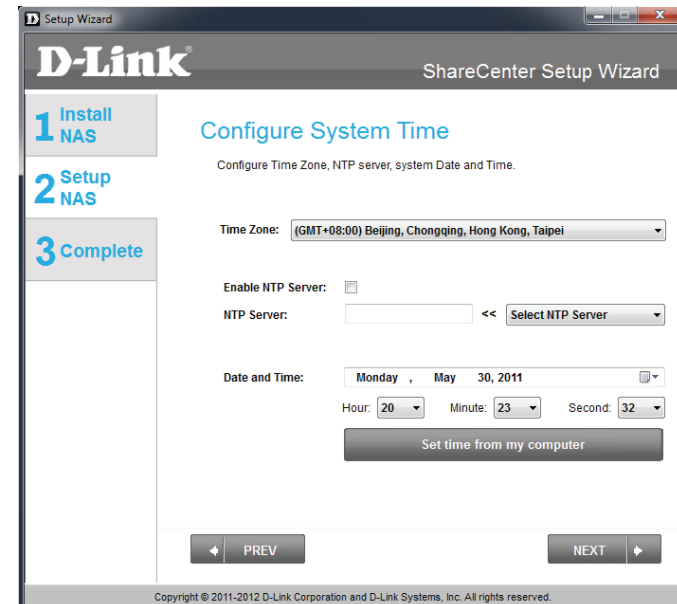 Setup Wizard
D-Link®
ShareCenter Setup Wizard
1 Install NAS
2 Setup NAS
3 Complete
Configure System Time
Configure Time Zone, NTP server, system Date and Time.
Time Zone: (GMT+08:00) Beijing, Chongqing, Hong Kong, Taipei
Enable NTP Server:
NTP Server: << Select NTP Server
Date and Time: Monday , May 30, 2011
Hour: 20 Minute: 23 Second: 32
Set time from my computer
PREV NEXT
Copyright © 2011-2012 D-Link Corporation and D-Link Systems, Inc. All rights reserved.